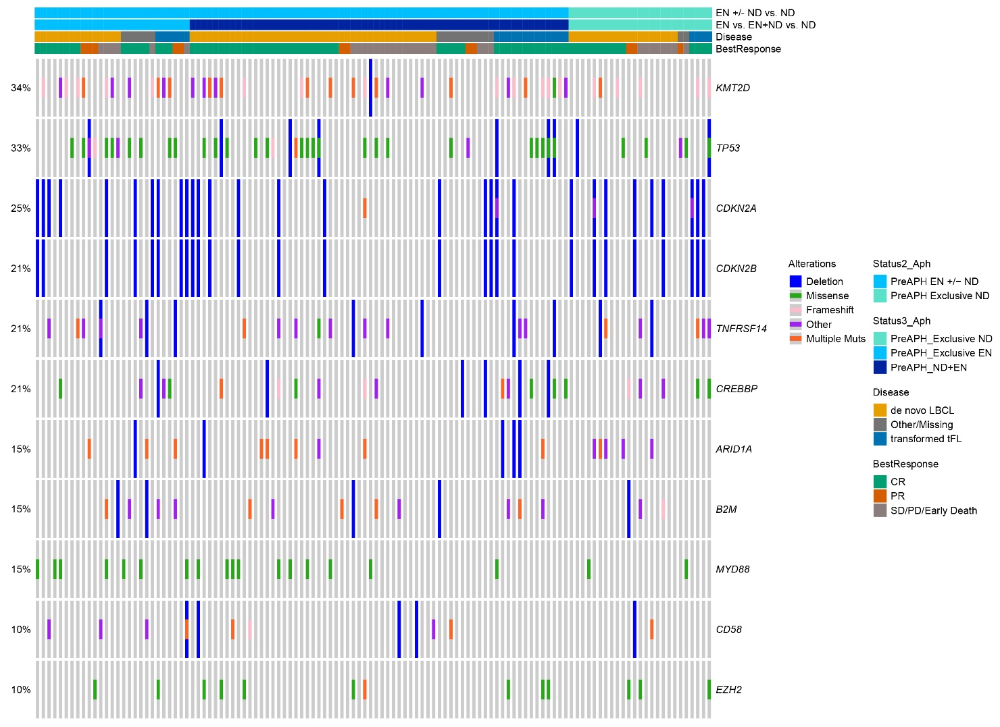 EN +/- ND vs. ND
EN vs. EN+ND vs. ND
Disease
BestResponse
34% KMT2D
33% TP53
25% CDKN2A
21% CDKN2B
21% TNFRSF14
21% CREBBP
15% ARID1A
15% B2M
15% MYD88
10% CD58
10% EZH2
Alterations
Deletion
Missense
Frameshift
Other
Multiple Muts
Status2_Aph
PreAPH EN +/− ND
PreAPH Exclusive ND
Status3_Aph
PreAPH_Exclusive ND
PreAPH_Exclusive EN
PreAPH_ND+EN
Disease
de novo LBCL
Other/Missing
transformed tFL
BestResponse
CR
PR
SD/PD/Early Death